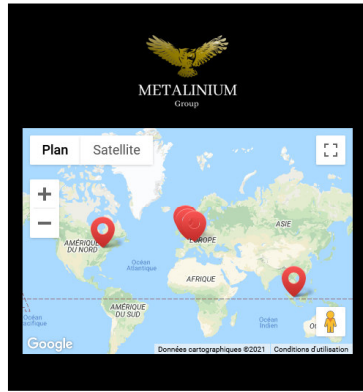 METALINIUM
Group
Plan
Satellite
ASIE
EUROPE
AMÉRIQUE
DU NORD
Océan
Atlantique
AFRIQUE
AMÉRIQUE
DU SUD
Océan
Indien
Océan
Google
Données cartographiques ©2021
Conditions d'utilisation